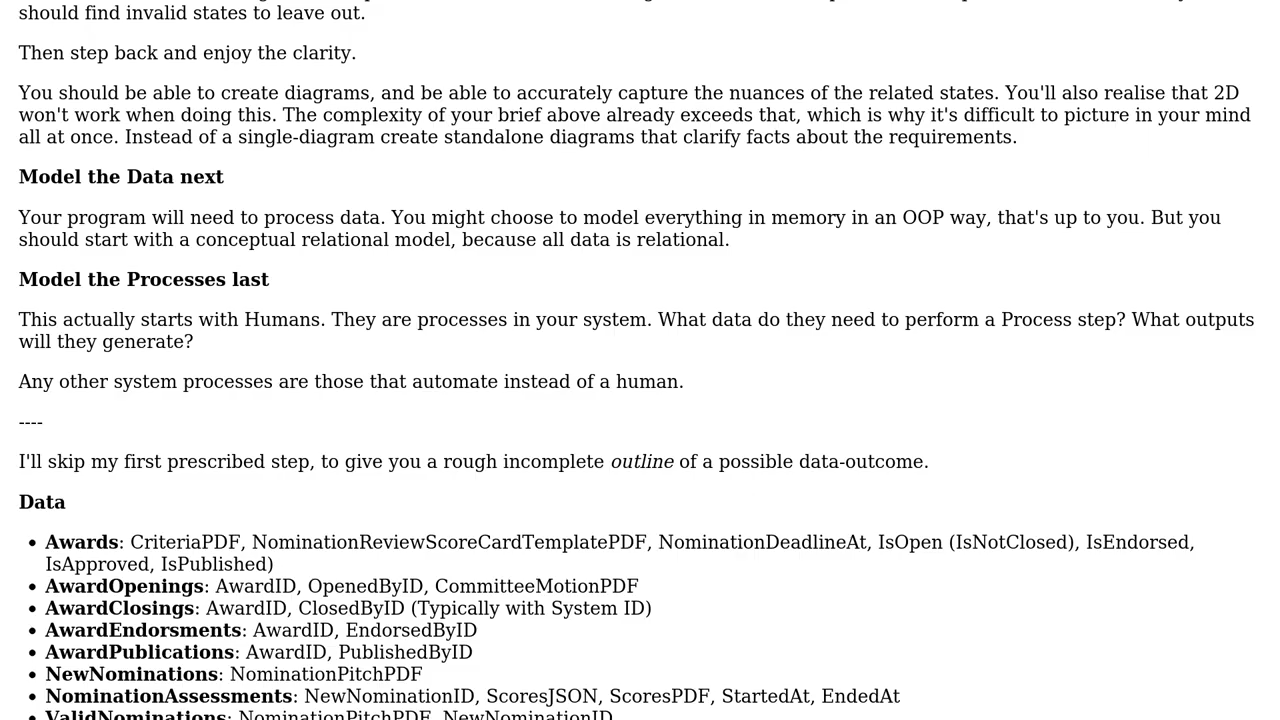 should find invalid states to leave out.
Then step back and enjoy the clarity.
You should be able to create diagrams, and be able to accurately capture the nuances of the related states. You'll also realise that 2D
won't work when doing this. The complexity of your brief above already exceeds that, which is why it's difficult to picture in your mind
all at once. Instead of a single-diagram create standalone diagrams that clarify facts about the requirements.
Model the Data next
Your program will need to process data. You might choose to model everything in memory in an OOP way, that's up to you. But you
should start with a conceptual relational model, because all data is relational.
Model the Processes last
This actually starts with Humans. They are processes in your system. What data do they need to perform a Process step? What outputs
will they generate?
Any other system processes are those that automate instead of a human.
----
I'll skip my first prescribed step, to give you a rough incomplete outline of a possible data-outcome.
Data
• Awards: CriteriaPDF, NominationReviewScoreCardTemplatePDF, NominationDeadlineAt, IsOpen (IsNotClosed), IsEndorsed,
IsApproved, IsPublished)
• AwardOpenings: AwardID, OpenedByID, CommitteeMotionPDF
• AwardClosings: AwardID, ClosedByID (Typically with System ID)
• AwardEndorsments: AwardID, EndorsedByID
• AwardPublications: AwardID, PublishedByID
• NewNominations: NominationPitchPDF
• NominationAssessments: NewNominationID, ScoresJSON, ScoresPDF, StartedAt, EndedAt
• ValidNominations: NominationPitchPDF, NewNominationID